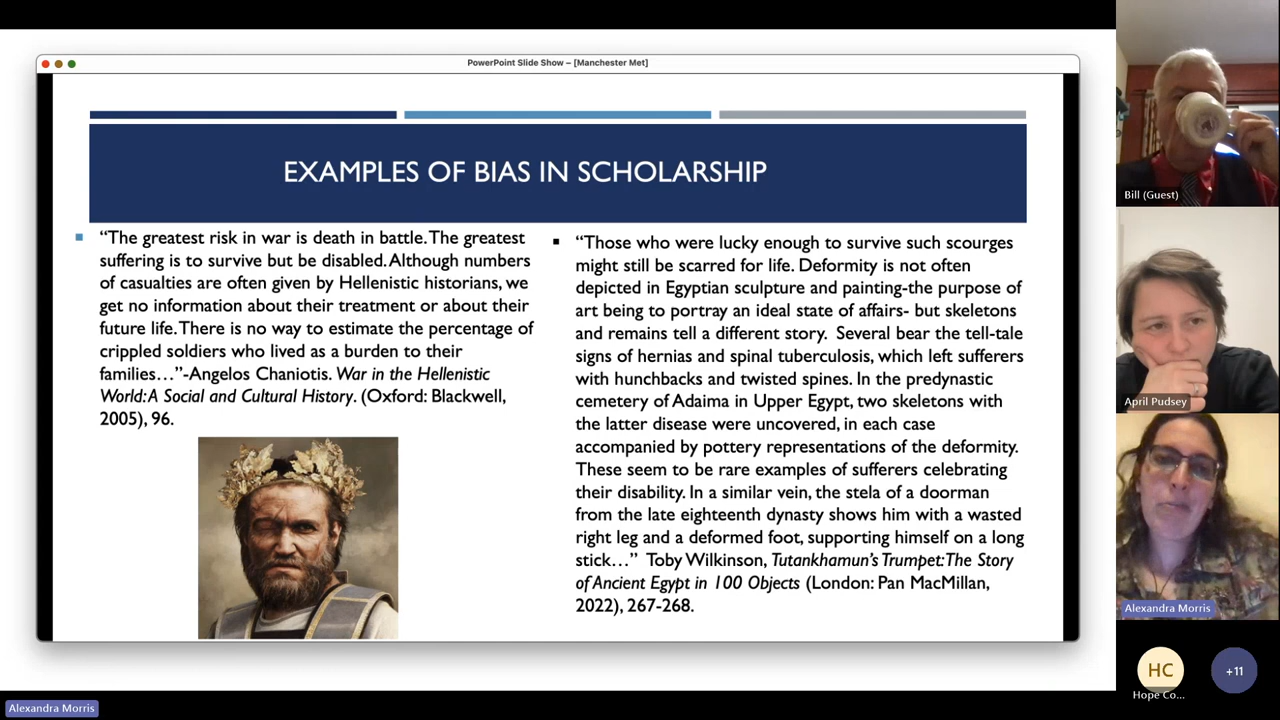 PowerPoint Slide Show – [Manchester Met]
EXAMPLES OF BIAS IN SCHOLARSHIP
“The greatest risk in war is death in battle. The greatest
suffering is to survive but be disabled. Although numbers
of casualties are often given by Hellenistic historians, we
get no information about their treatment or about their
future life. There is no way to estimate the percentage of
crippled soldiers who lived as a burden to their
families…”-Angelos Chaniotis. War in the Hellenistic
World: A Social and Cultural History. (Oxford: Blackwell,
2005), 96.
“Those who were lucky enough to survive such scourges
might still be scarred for life. Deformity is not often
depicted in Egyptian sculpture and painting-the purpose of
art being to portray an ideal state of affairs- but skeletons
and remains tell a different story. Several bear the tell-tale
signs of hernias and spinal tuberculosis, which left sufferers
with hunchbacks and twisted spines. In the predynastic
cemetery of Adaima in Upper Egypt, two skeletons with
the latter disease were uncovered, in each case
accompanied by pottery representations of the deformity.
These seem to be rare examples of sufferers celebrating
their disability. In a similar vein, the stela of a doorman
from the late eighteenth dynasty shows him with a wasted
right leg and a deformed foot, supporting himself on a long
stick…” Toby Wilkinson, Tutankhamun’s Trumpet: The Story
of Ancient Egypt in 100 Objects (London: Pan MacMillan,
2022), 267-268.
Bill (Guest)
April Pudsey
Alexandra Morris
HC
Hope Co...
+11
Alexandra Morris